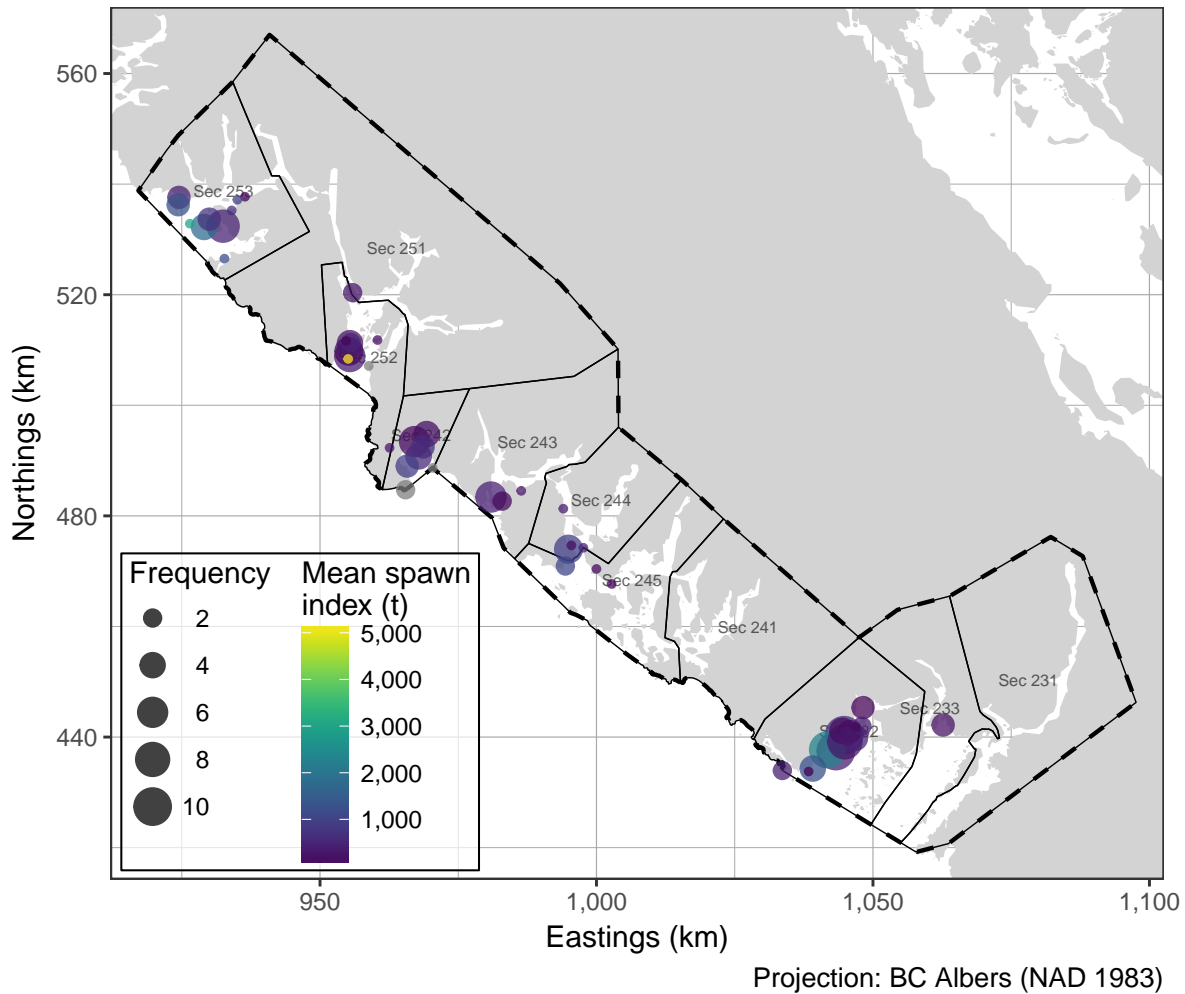 560
520
480
440
Northings (km)
Sec 253
Sec 251
252
Sec 242
Sec 243
Sec 244
Sec 245
Sec 241
Sec 231
Sec 233
Frequency
2
4
6
8
10
Mean spawn
index (t)
5,000
4,000
3,000
2,000
1,000
950
1,000
1,050
1,100
Eastings (km)
Projection: BC Albers (NAD 1983)